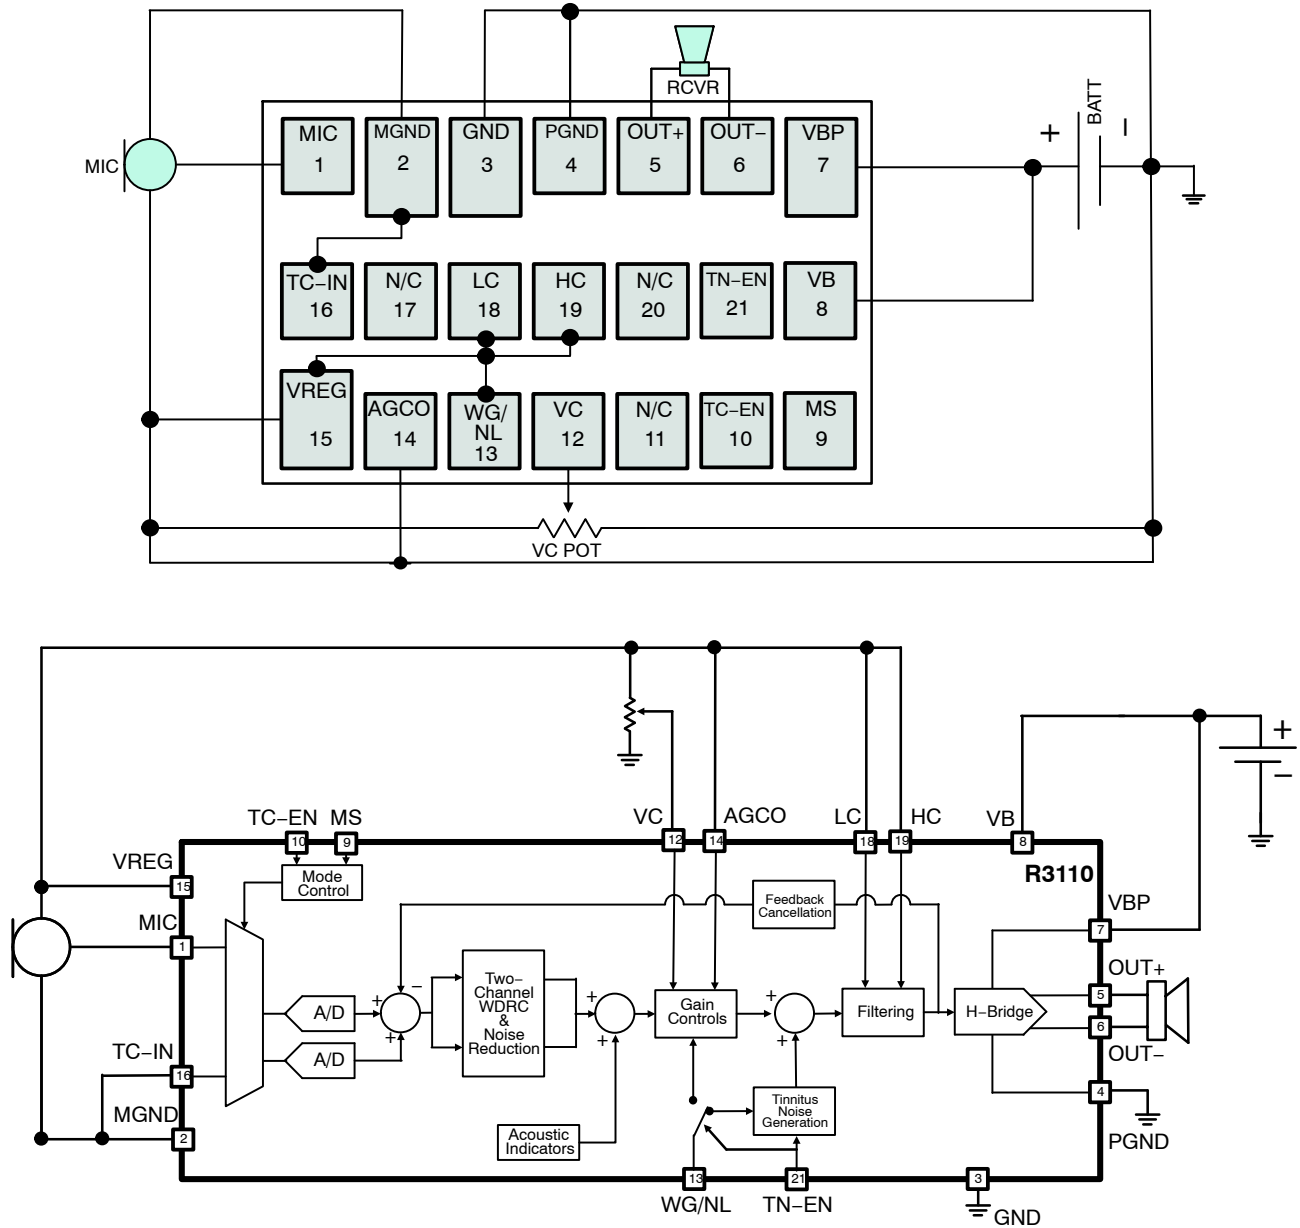 RCVR
BATT
+
−
MIC
MIC
1
MGND
2
GND
3
PGND
4
OUT+
5
OUT−
6
VBP
7
TC−IN
16
N/C
17
LC
18
HC
19
N/C
20
TN−EN
21
VB
8
VREG
15
AGCO
14
WG/
NL
13
VC
12
N/C
11
TC−EN
10
MS
9
VC POT
+
−
TC−EN
MS
VC
AGCO
LC
HC
VB
10
9
12
14
18
19
8
R3110
VREG
15
Mode
Control
Feedback
Cancellation
VBP
7
MIC
1
OUT+
5
Two−
Channel
WDRC
&
Noise
Reduction
A/D
+
−
+
+
+
Gain
Controls
+
+
Filtering
H−Bridge
6
OUT−
TC−IN
16
A/D
MGND
2
Tinnitus
Noise
Generation
4
PGND
Acoustic
Indicators
13
WG/NL
21
TN−EN
3
GND